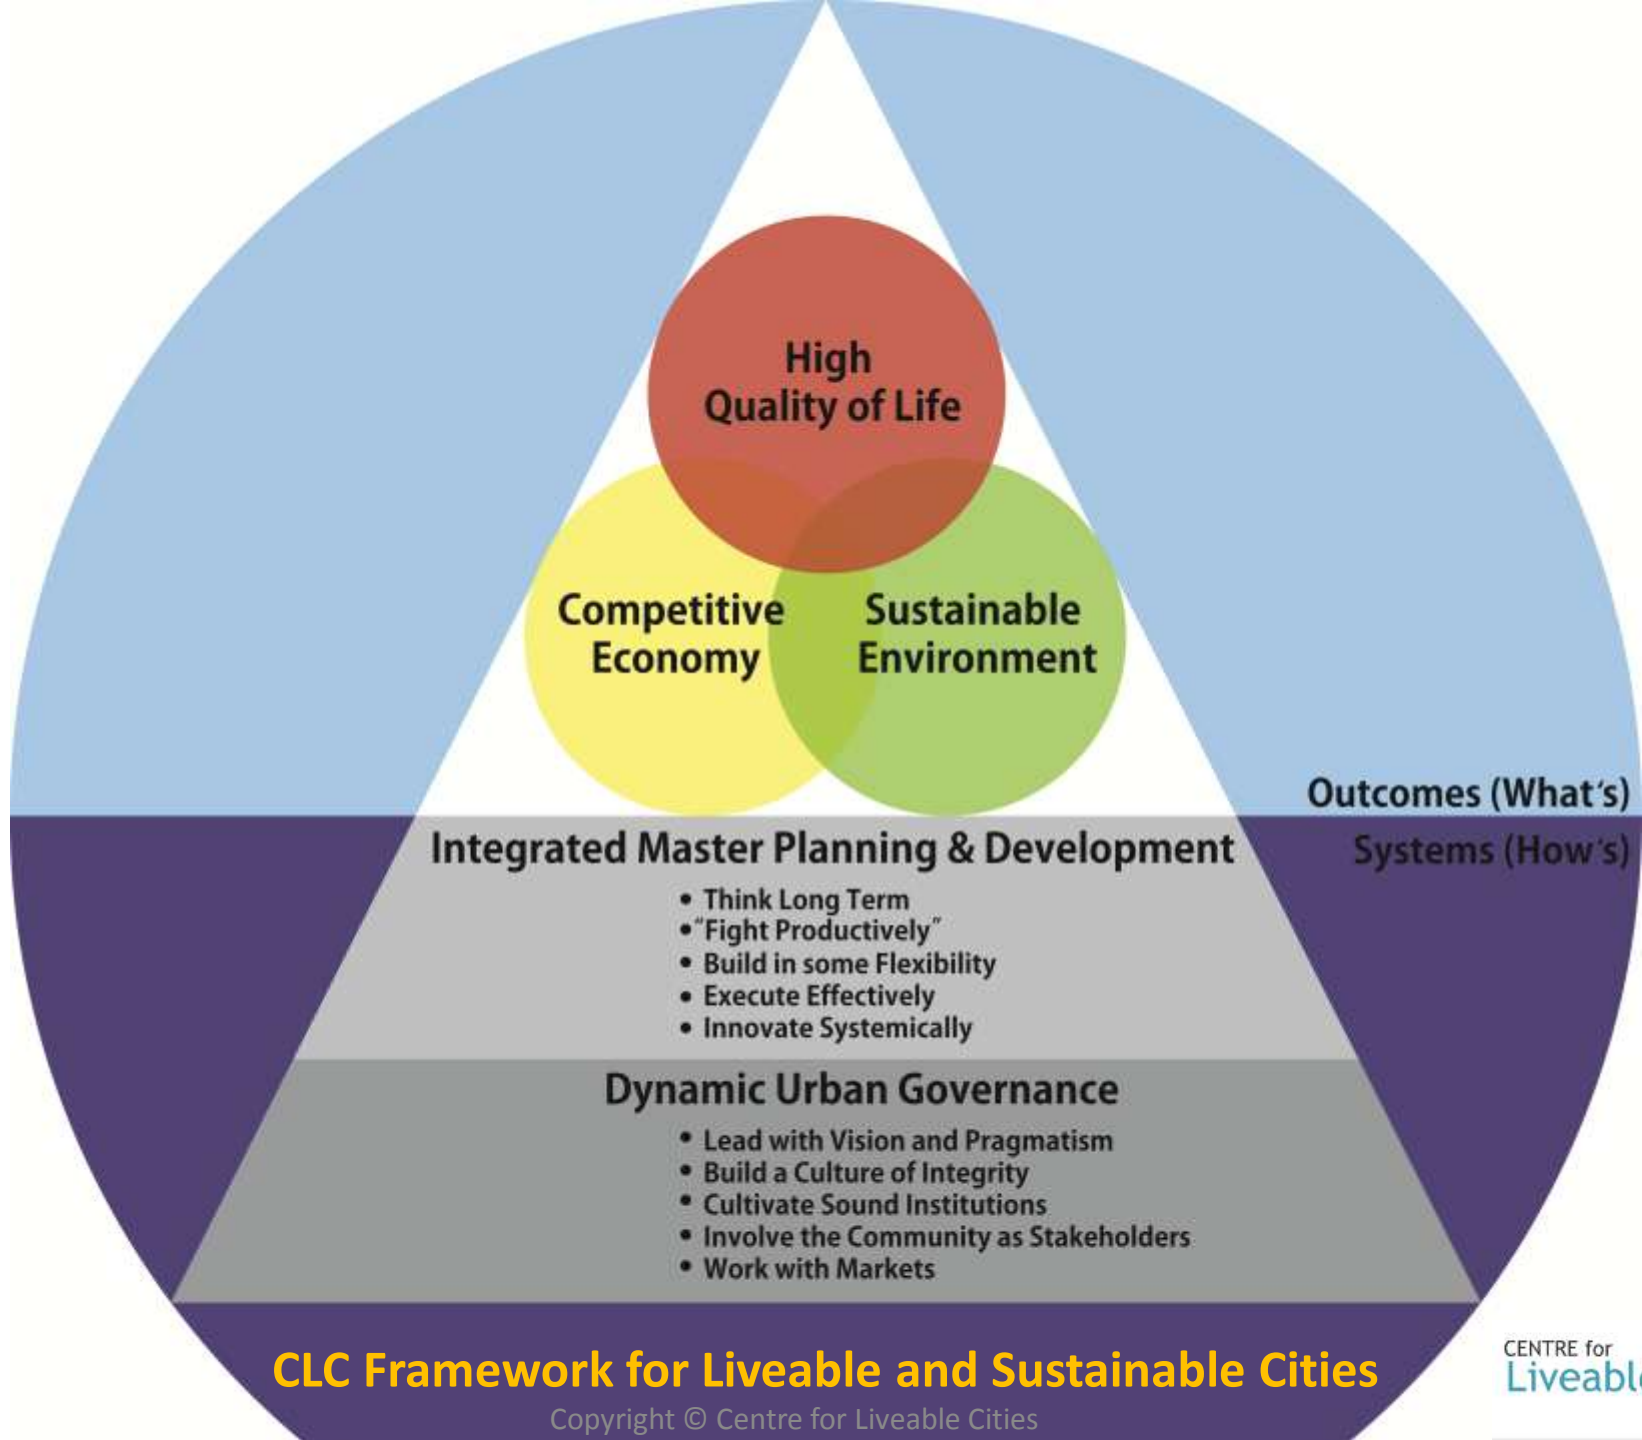 High
Quality of Life
Competitive
Economy
Sustainable
Environment
Outcomes (What's)
Systems (How's)
Integrated Master Planning & Development
• Think Long Term
•"Fight Productively"
• Build in some Flexibility
• Execute Effectively
• Innovate Systemically
Dynamic Urban Governance
• Lead with Vision and Pragmatism
• Build a Culture of Integrity
• Cultivate Sound Institutions
• Involve the Community as Stakeholders
• Work with Markets
CLC Framework for Liveable and Sustainable Cities
Copyright © Centre for Liveable Cities
CENTRE for
Liveabl